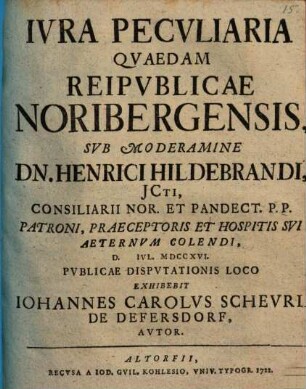 15.
IVRA PECVLIARIA
QVAEDAM
REIPVBLICAE
NORIBERGENSIS,
SVB MODERAMINE
DN. HENRICI HILDEBRANDI,
JCTI,
CONSILIARII NOR. ET PANDECT. P. P.
PATRONI, PRAECEPTORIS ET HOSPITIS SVI
AETERNVM COLENDI,
D. IVL. MDCCXVI.
PVBLICAE DISPVTATIONIS LOCO
EXHIBEBIT
IOHANNES CAROLVS SCHEVRL
DE DEFERSDORF,
AVTOR.
ALTORFII,
RECVSA A IOD. GVIL. KOHLESIO, VNIV. TYPOGR. 1722.